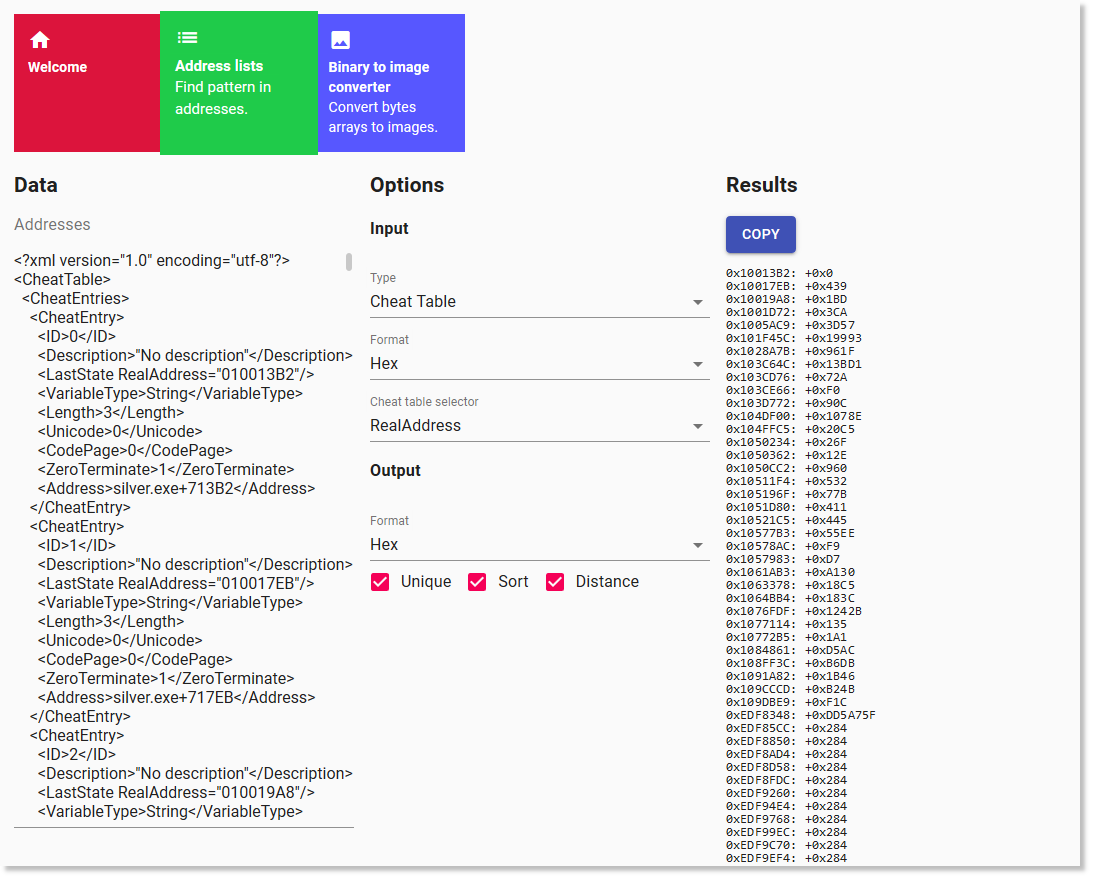 Welcome
Address lists
Find pattern in
addresses.
Binary to image
converter
Convert bytes
arrays to images.
Data
Addresses
<?xml version="1.0" encoding="utf-8"?>
<CheatTable>
<CheatEntries>
<CheatEntry>
<ID>0</ID>
<Description>"No description"</Description>
<LastState RealAddress="010013B2"/>
<VariableType>String</VariableType>
<Length>3</Length>
<Unicode>0</Unicode>
<CodePage>0</CodePage>
<ZeroTerminate>1</ZeroTerminate>
<Address>silver.exe+713B2</Address>
</CheatEntry>
<CheatEntry>
<ID>1</ID>
<Description>"No description"</Description>
<LastState RealAddress="010017EB"/>
<VariableType>String</VariableType>
<Length>3</Length>
<Unicode>0</Unicode>
<CodePage>0</CodePage>
<ZeroTerminate>1</ZeroTerminate>
<Address>silver.exe+717EB</Address>
</CheatEntry>
<CheatEntry>
<ID>2</ID>
<Description>"No description"</Description>
<LastState RealAddress="010019A8"/>
<VariableType>String</VariableType>
Options
Input
Type
Cheat Table
Format
Hex
Cheat table selector
RealAddress
Output
Format
Hex
Unique Sort Distance
Results
COPY
0x10013B2: +0x0
0x10017EB: +0x439
0x10019A8: +0x1BD
0x1001D72: +0x3CA
0x1005AC9: +0x3D57
0x101F45C: +0x19993
0x1028A7B: +0x961F
0x103C64C: +0x13BD1
0x103CD76: +0x72A
0x103CE66: +0xF0
0x103D772: +0x90C
0x104DF00: +0x1078E
0x104FFC5: +0x20C5
0x1050234: +0x26F
0x1050362: +0x12E
0x1050CC2: +0x960
0x10511F4: +0x532
0x105196F: +0x77B
0x1051D80: +0x411
0x10521C5: +0x445
0x10577B3: +0x55EE
0x10578AC: +0xF9
0x1057983: +0xD7
0x1061AB3: +0xA130
0x1063378: +0x18C5
0x1064BB4: +0x183C
0x1076FDF: +0x1242B
0x1077114: +0x135
0x10772B5: +0x1A1
0x1084861: +0xD5AC
0x108FF3C: +0xB6DB
0x1091A82: +0x1B46
0x109CCCD: +0xB24B
0x109DBE9: +0xF1C
0xEDF8348: +0xDD5A75F
0xEDF85CC: +0x284
0xEDF8850: +0x284
0xEDF8AD4: +0x284
0xEDF8D58: +0x284
0xEDF8FDC: +0x284
0xEDF9260: +0x284
0xEDF94E4: +0x284
0xEDF9768: +0x284
0xEDF99EC: +0x284
0xEDF9C70: +0x284
0xEDF9EF4: +0x284